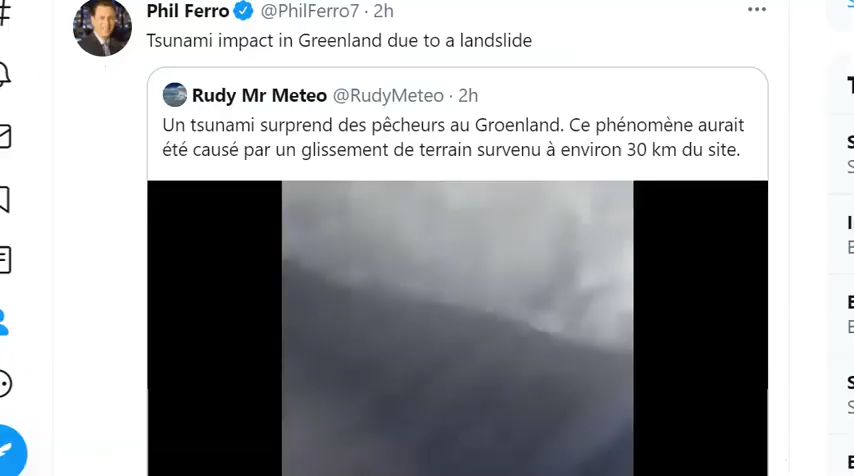 Phil Ferro @PhilFerro7 · 2h
Tsunami impact in Greenland due to a landslide
Rudy Mr Meteo @RudyMeteo · 2h
Un tsunami surprend des pêcheurs au Groenland. Ce phénomène aurait
été causé par un glissement de terrain survenu à environ 30 km du site.